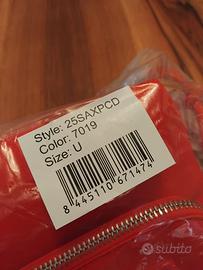 Style: 25SAXPCD
Color: 7019
Size: U
8 445110 671474
subito